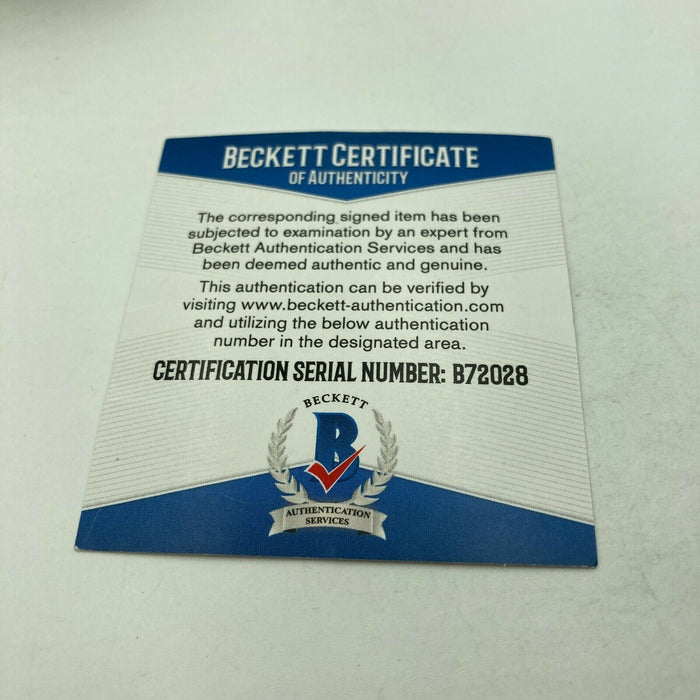 BECKETT CERTIFICATE
OF AUTHENTICITY
The corresponding signed item has been
subjected to examination by an expert from
Beckett Authentication Services and has
been deemed authentic and genuine.
This authentication can be verified by
visiting www.beckett-authentication.com
and utilizing the below authentication
number in the designated area.
CERTIFICATION SERIAL NUMBER: B72028
BECKETT
B
AUTHENTICATION
SERVICES